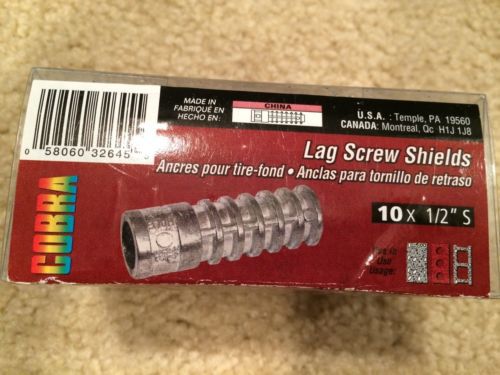 MADE IN
FABRIQUÉ EN
HECHO EN:
CHINA
U.S.A. : Temple, PA 19560
CANADA: Montreal, Qc H1J 1J8
0 58060 32645
Lag Screw Shields
Ancres pour tire-fond • Anclas para tornillo de retraso
COBRA
10 x 1/2" S
Use
Usage: